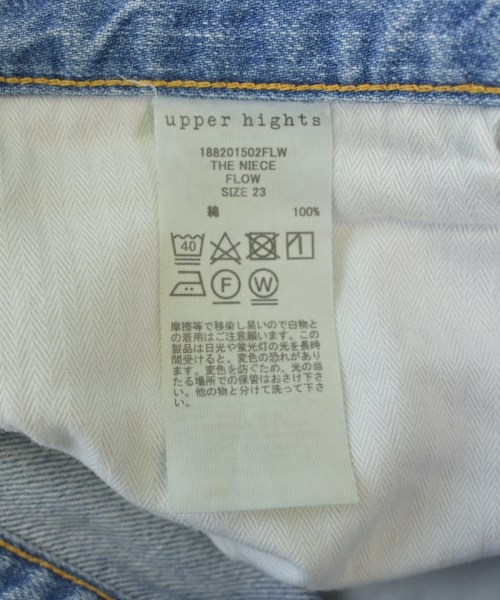 upper hights
188201502FLW
THE NIECE
FLOW
SIZE 23
綿 100%
40
F W
摩擦等で移染し易いので白物と
の着用はご注意願います。この
製品は日光や蛍光灯の光を長時
間受けると、変色の恐れがあり
ます。変色を防ぐため、光の当
たる場所での保管はおさけ下さ
い。他の物と分けて洗って下さ
い。